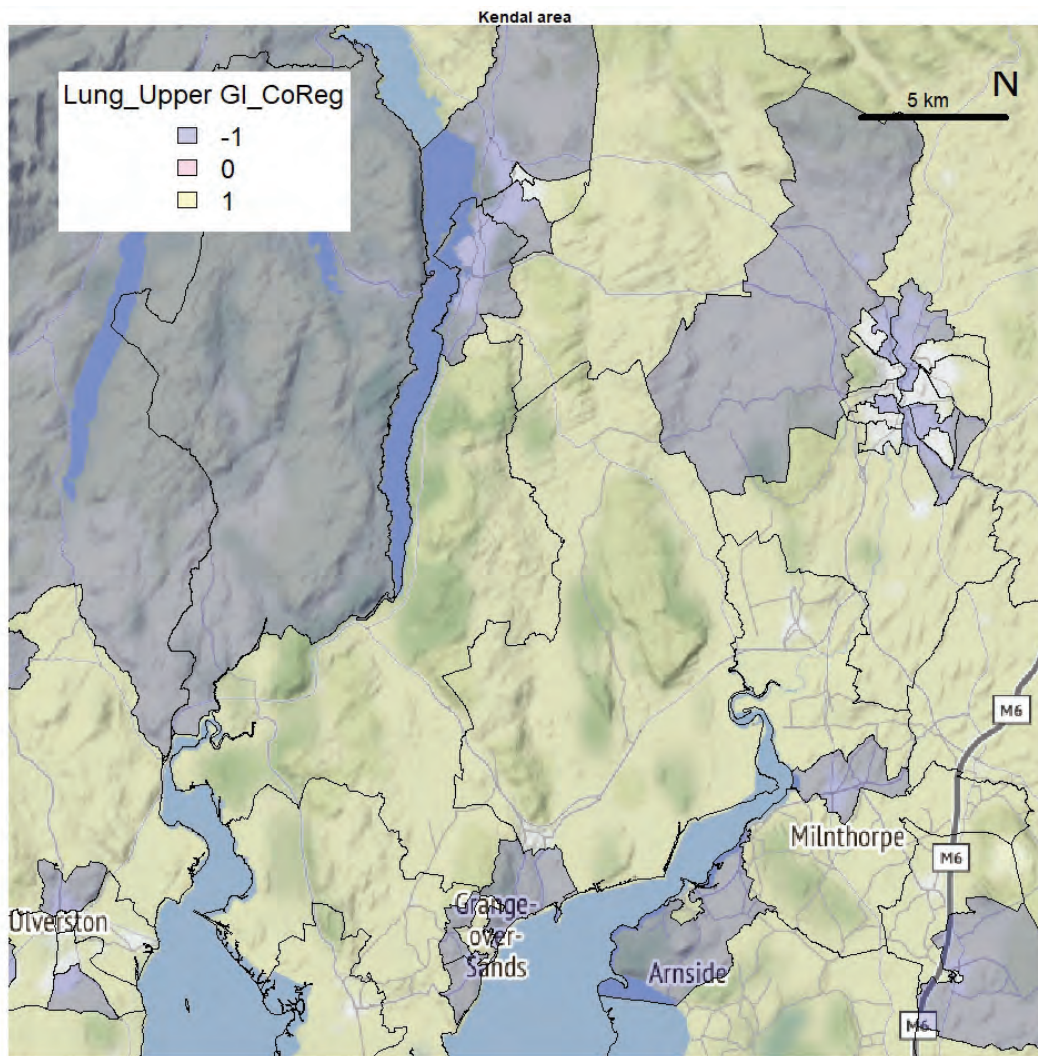 Kendal area
Lung_Upper GI_CoReg
-1
0
1
N
5 km
M6
Milnthorpe
M6
Ulverston
Grange-
over-
Sands
Arnside
M6